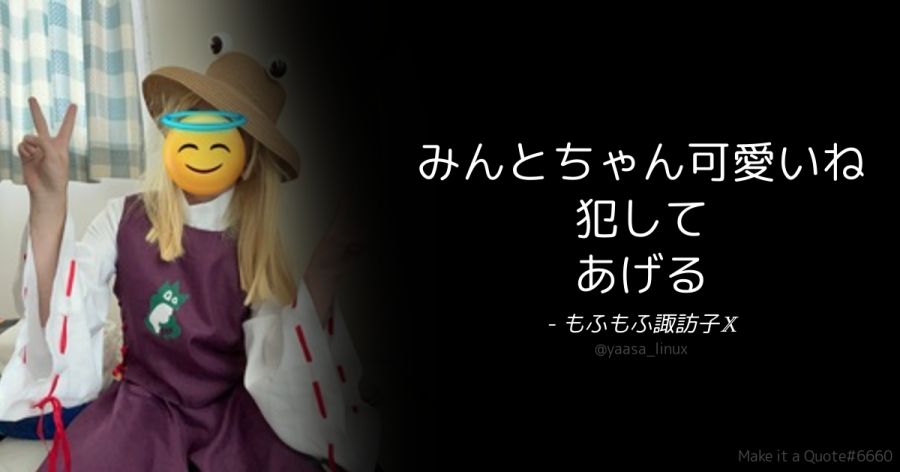 みんとちゃん可愛いね
犯して
あげる
- もふもふ諏訪子X
@yaasa_linux
Make it a Quote#6660